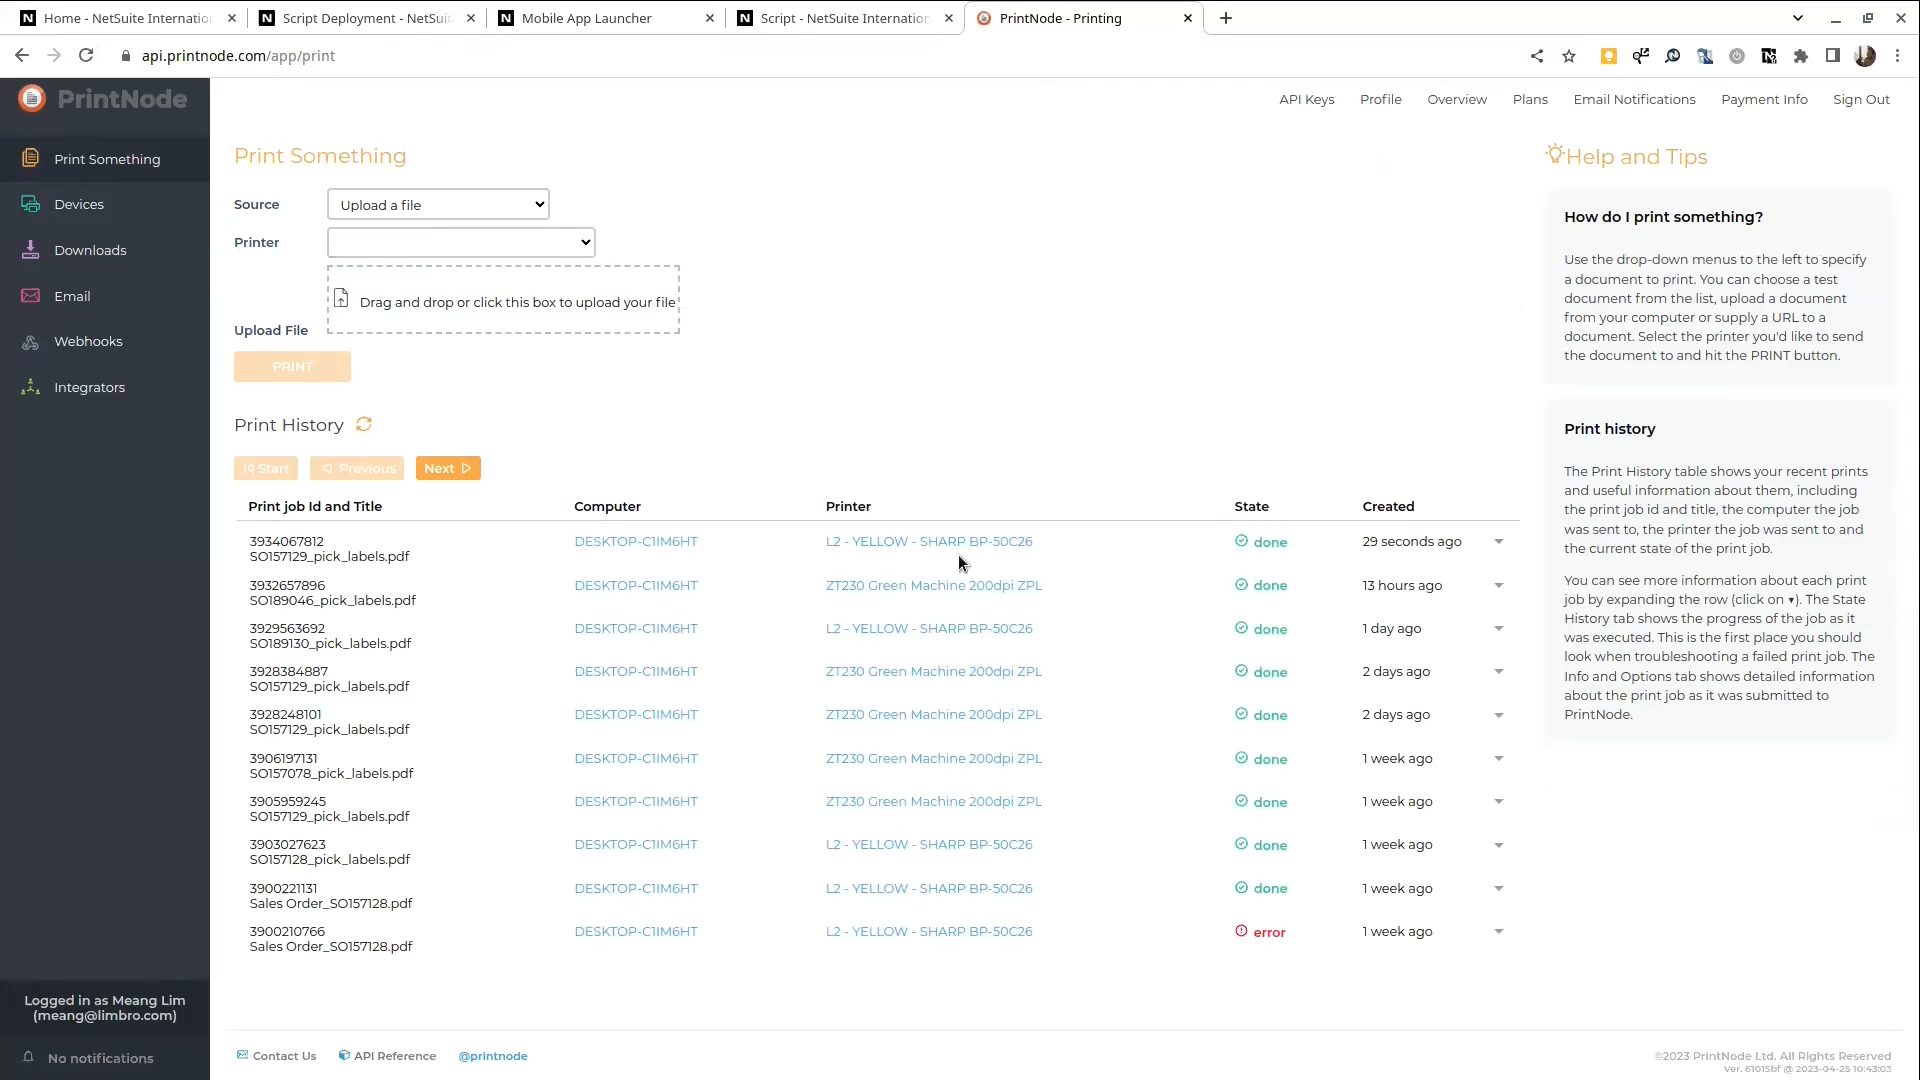 Home - NetSuite Internatio
Script Deployment - NetSui
Mobile App Launcher
Script - NetSuite Internation
PrintNode - Printing
api.printnode.com/app/print
PrintNode
API Keys
Profile
Overview
Plans
Email Notifications
Payment Info
Sign Out
Print Something
Devices
Downloads
Email
Webhooks
Integrators
Print Something
Source
Upload a file
Printer
Drag and drop or click this box to upload your file
Upload File
PRINT
Print History
Start
Previous
Next
Print job Id and Title Computer Printer State Created
3934067812 DESKTOP-C1IM6HT L2 - YELLOW - SHARP BP-50C26 done 29 seconds ago
SO157129_pick_labels.pdf
3932657896 DESKTOP-C1IM6HT ZT230 Green Machine 200dpi ZPL done 13 hours ago
SO189046_pick_labels.pdf
3929563692 DESKTOP-C1IM6HT L2 - YELLOW - SHARP BP-50C26 done 1 day ago
SO189130_pick_labels.pdf
3928384887 DESKTOP-C1IM6HT ZT230 Green Machine 200dpi ZPL done 2 days ago
SO157129_pick_labels.pdf
3928248101 DESKTOP-C1IM6HT ZT230 Green Machine 200dpi ZPL done 2 days ago
SO157129_pick_labels.pdf
3906197131 DESKTOP-C1IM6HT ZT230 Green Machine 200dpi ZPL done 1 week ago
SO157078_pick_labels.pdf
3905959245 DESKTOP-C1IM6HT ZT230 Green Machine 200dpi ZPL done 1 week ago
SO157129_pick_labels.pdf
3903027623 DESKTOP-C1IM6HT L2 - YELLOW - SHARP BP-50C26 done 1 week ago
SO157128_pick_labels.pdf
3900221131 DESKTOP-C1IM6HT L2 - YELLOW - SHARP BP-50C26 done 1 week ago
Sales Order_SO157128.pdf
3900210766 DESKTOP-C1IM6HT L2 - YELLOW - SHARP BP-50C26 error 1 week ago
Sales Order_SO157128.pdf
Help and Tips
How do I print something?
Use the drop-down menus to the left to specify
a document to print. You can choose a test
document from the list, upload a document
from your computer or supply a URL to a
document. Select the printer you'd like to send
the document to and hit the PRINT button.
Print history
The Print History table shows your recent prints
and useful information about them, including
the print job id and title, the computer the job
was sent to, the printer the job was sent to and
the current state of the print job.
You can see more information about each print
job by expanding the row (click on ▾). The State
History tab shows the progress of the job as it
was executed. This is the first place you should
look when troubleshooting a failed print job. The
Info and Options tab shows detailed information
about the print job as it was submitted to
PrintNode.
Logged in as Meang Lim
(meang@limbro.com)
No notifications
Contact Us
API Reference
@printnode
©2023 PrintNode Ltd. All Rights Reserved
Ver. 61015bf @ 2023-04-25 10:43:03